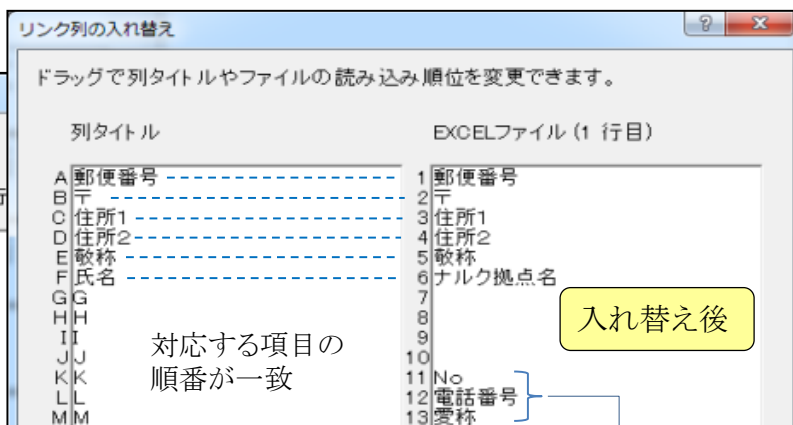 リンク列の入れ替え
ドラッグで列タイトルやファイルの読み込み順位を変更できます。
列タイトル
EXCELファイル (1 行目)
A 郵便番号
B 〒
C 住所1
D 住所2
E 敬称
F 氏名
G G
H H
I I
J J
K K
L L
M M
1 郵便番号
2 〒
3 住所1
4 住所2
5 敬称
6 ナルク拠点名
7
8
9
10
11 No
12 電話番号
13 愛称
対応する項目の
順番が一致
入れ替え後